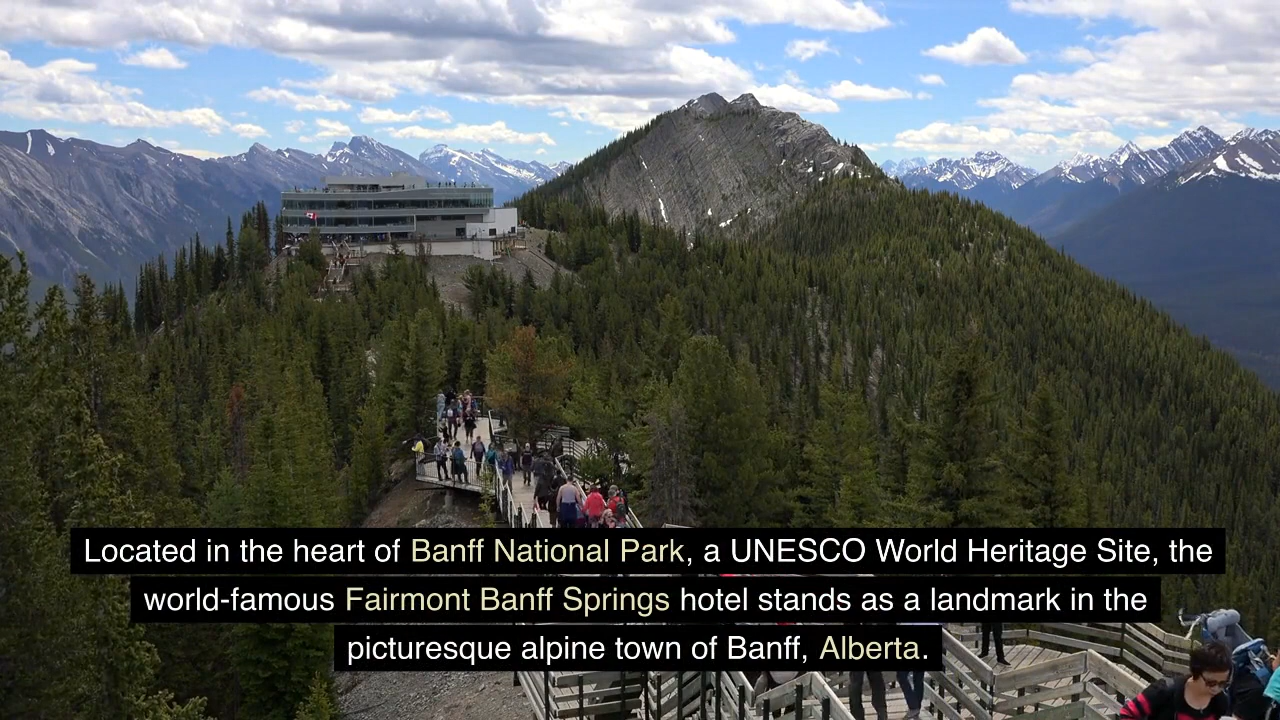 Located in the heart of Banff National Park, a UNESCO World Heritage Site, the
world-famous Fairmont Banff Springs hotel stands as a landmark in the
picturesque alpine town of Banff, Alberta.